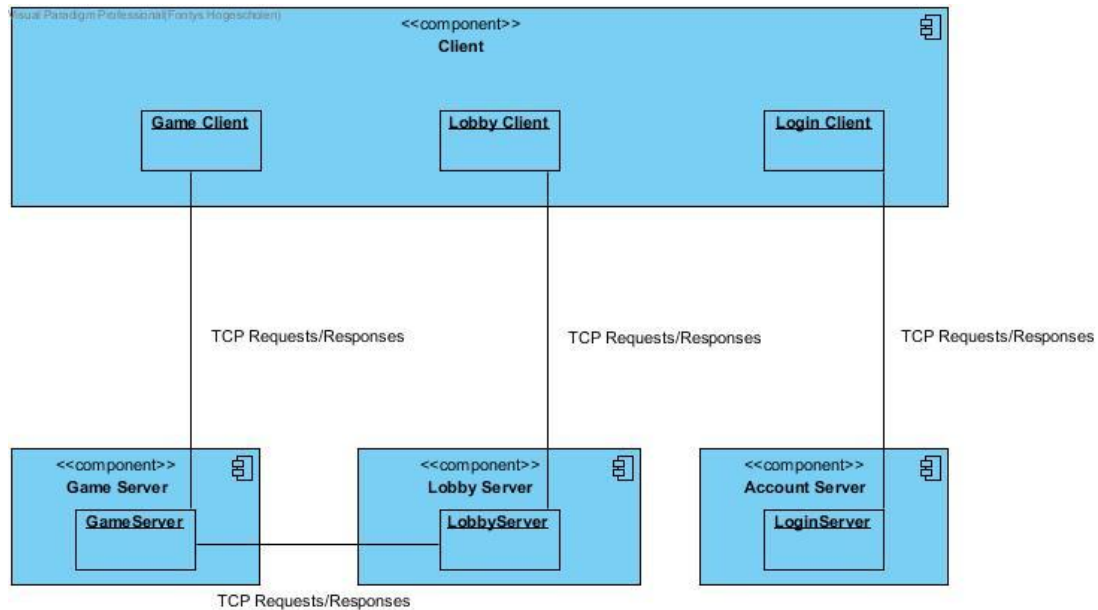 Visual Paradigm Professional(Fontys Hogescholen)
<<component>>
Client
Game Client
Lobby Client
Login Client
TCP Requests/Responses
TCP Requests/Responses
TCP Requests/Responses
<<component>>
Game Server
GameServer
<<component>>
Lobby Server
LobbyServer
<<component>>
Account Server
LoginServer
TCP Requests/Responses